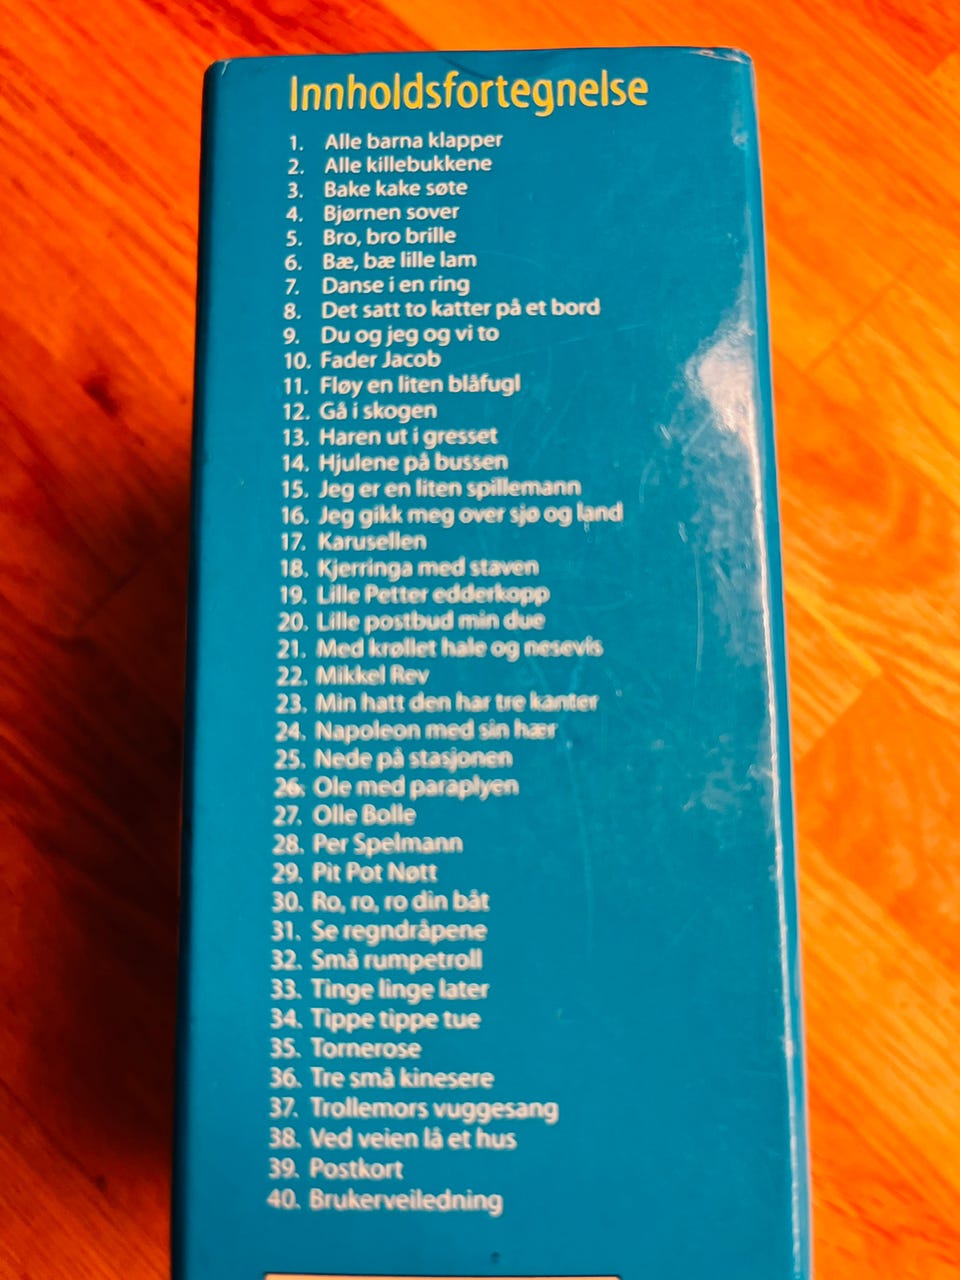 Innholdsfortegnelse
1. Alle barna klapper
2. Alle killebukkene
3. Bake kake søte
4. Bjørnen sover
5. Bro, bro brille
6. Bæ, bæ lille lam
7. Danse i en ring
8. Det satt to katter på et bord
9. Du og jeg og vi to
10. Fader Jacob
11. Fløy en liten blåfugl
12. Gå i skogen
13. Haren ut i gresset
14. Hjulene på bussen
15. Jeg er en liten spillemann
16. Jeg gikk meg over sjø og land
17. Karusellen
18. Kjerringa med staven
19. Lille Petter edderkopp
20. Lille postbud min due
21. Med krøllet hale og nesevis
22. Mikkel Rev
23. Min hatt den har tre kanter
24. Napoleon med sin hær
25. Nede på stasjonen
26. Ole med paraplyen
27. Olle Bolle
28. Per Spelmann
29. Pit Pot Nøtt
30. Ro, ro, ro din båt
31. Se regndråpene
32. Små rumpetroll
33. Tinge linge later
34. Tippe tippe tue
35. Tornerose
36. Tre små kinesere
37. Trollemors vuggesang
38. Ved veien lå et hus
39. Postkort
40. Brukerveiledning